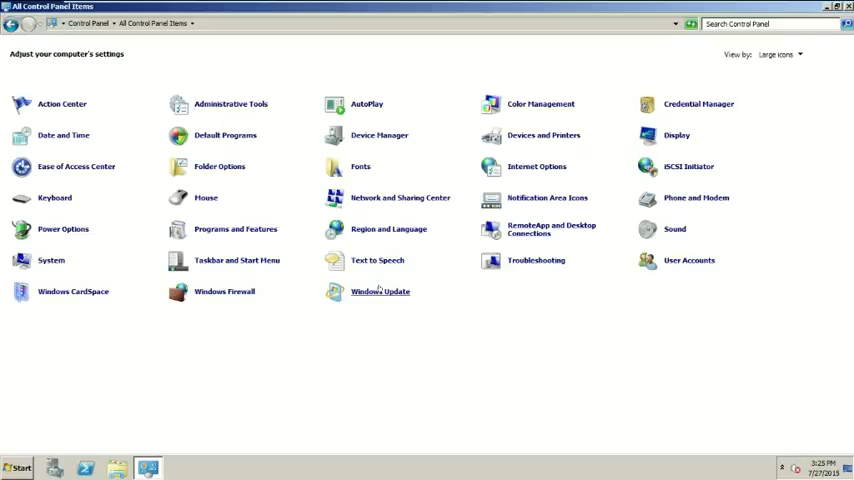 All Control Panel Items
Control Panel
All Control Panel Items
Search Control Panel
Adjust your computer's settings
View by: Large icons
Action Center
Administrative Tools
AutoPlay
Color Management
Credential Manager
Date and Time
Default Programs
Device Manager
Devices and Printers
Display
Ease of Access Center
Folder Options
Fonts
Internet Options
iSCSI Initiator
Keyboard
Mouse
Network and Sharing Center
Notification Area Icons
Phone and Modem
Power Options
Programs and Features
Region and Language
RemoteApp and Desktop
Connections
Sound
System
Taskbar and Start Menu
Text to Speech
Troubleshooting
User Accounts
Windows CardSpace
Windows Firewall
Windows Update
Start
3:25 PM
7/27/2015